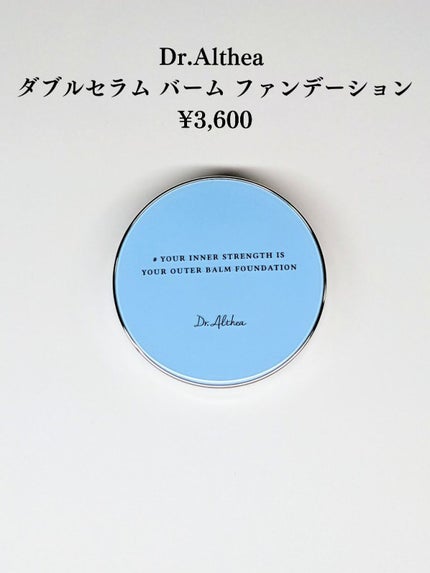 Dr.Althea
ダブルセラム バーム ファンデーション
¥3,600
# YOUR INNER STRENGTH IS
YOUR OUTER BALM FOUNDATION
Dr.Althea